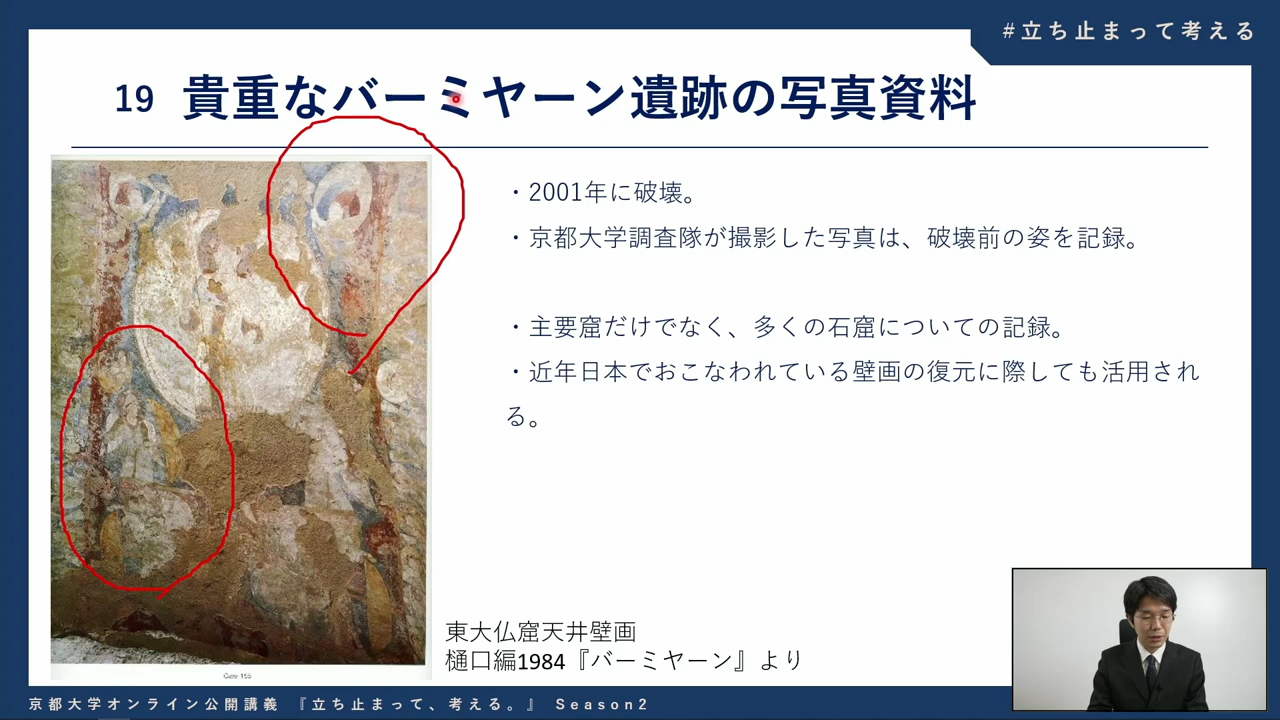 #立ち止まって考える
19 貴重なバーミヤーン遺跡の写真資料
・2001年に破壊。
・京都大学調査隊が撮影した写真は、破壊前の姿を記録。
・主要窟だけでなく、多くの石窟についての記録。
・近年日本でおこなわれている壁画の復元に際しても活用され
る。
東大仏窟天井壁画
樋口編1984『バーミヤーン』より
京都大学オンライン公開講義 『立ち止まって、考える。』 Season2